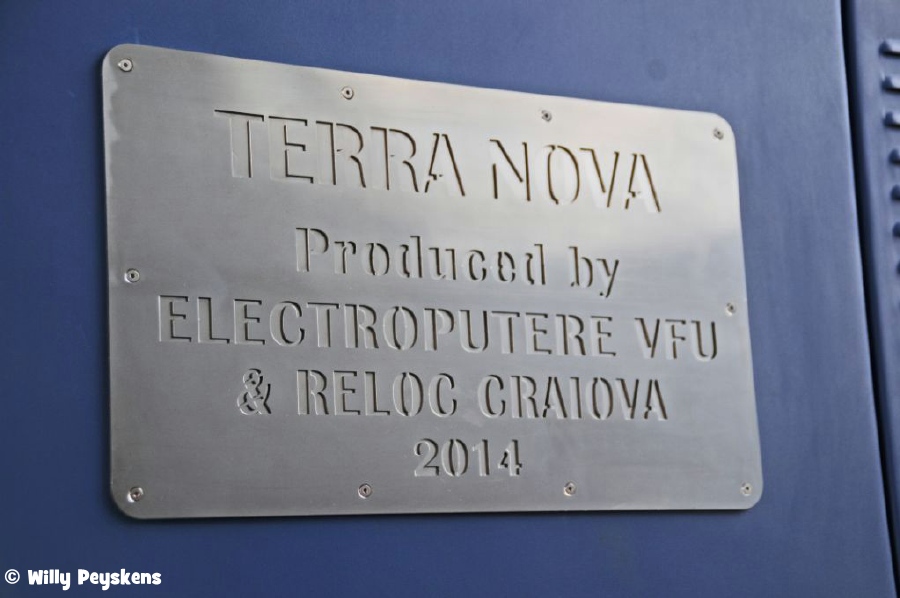 TERRA NOVA
Produced by
ELECTROPUTERE VFU
& RELOC CRAIOVA
2014
© Willy Peyskens